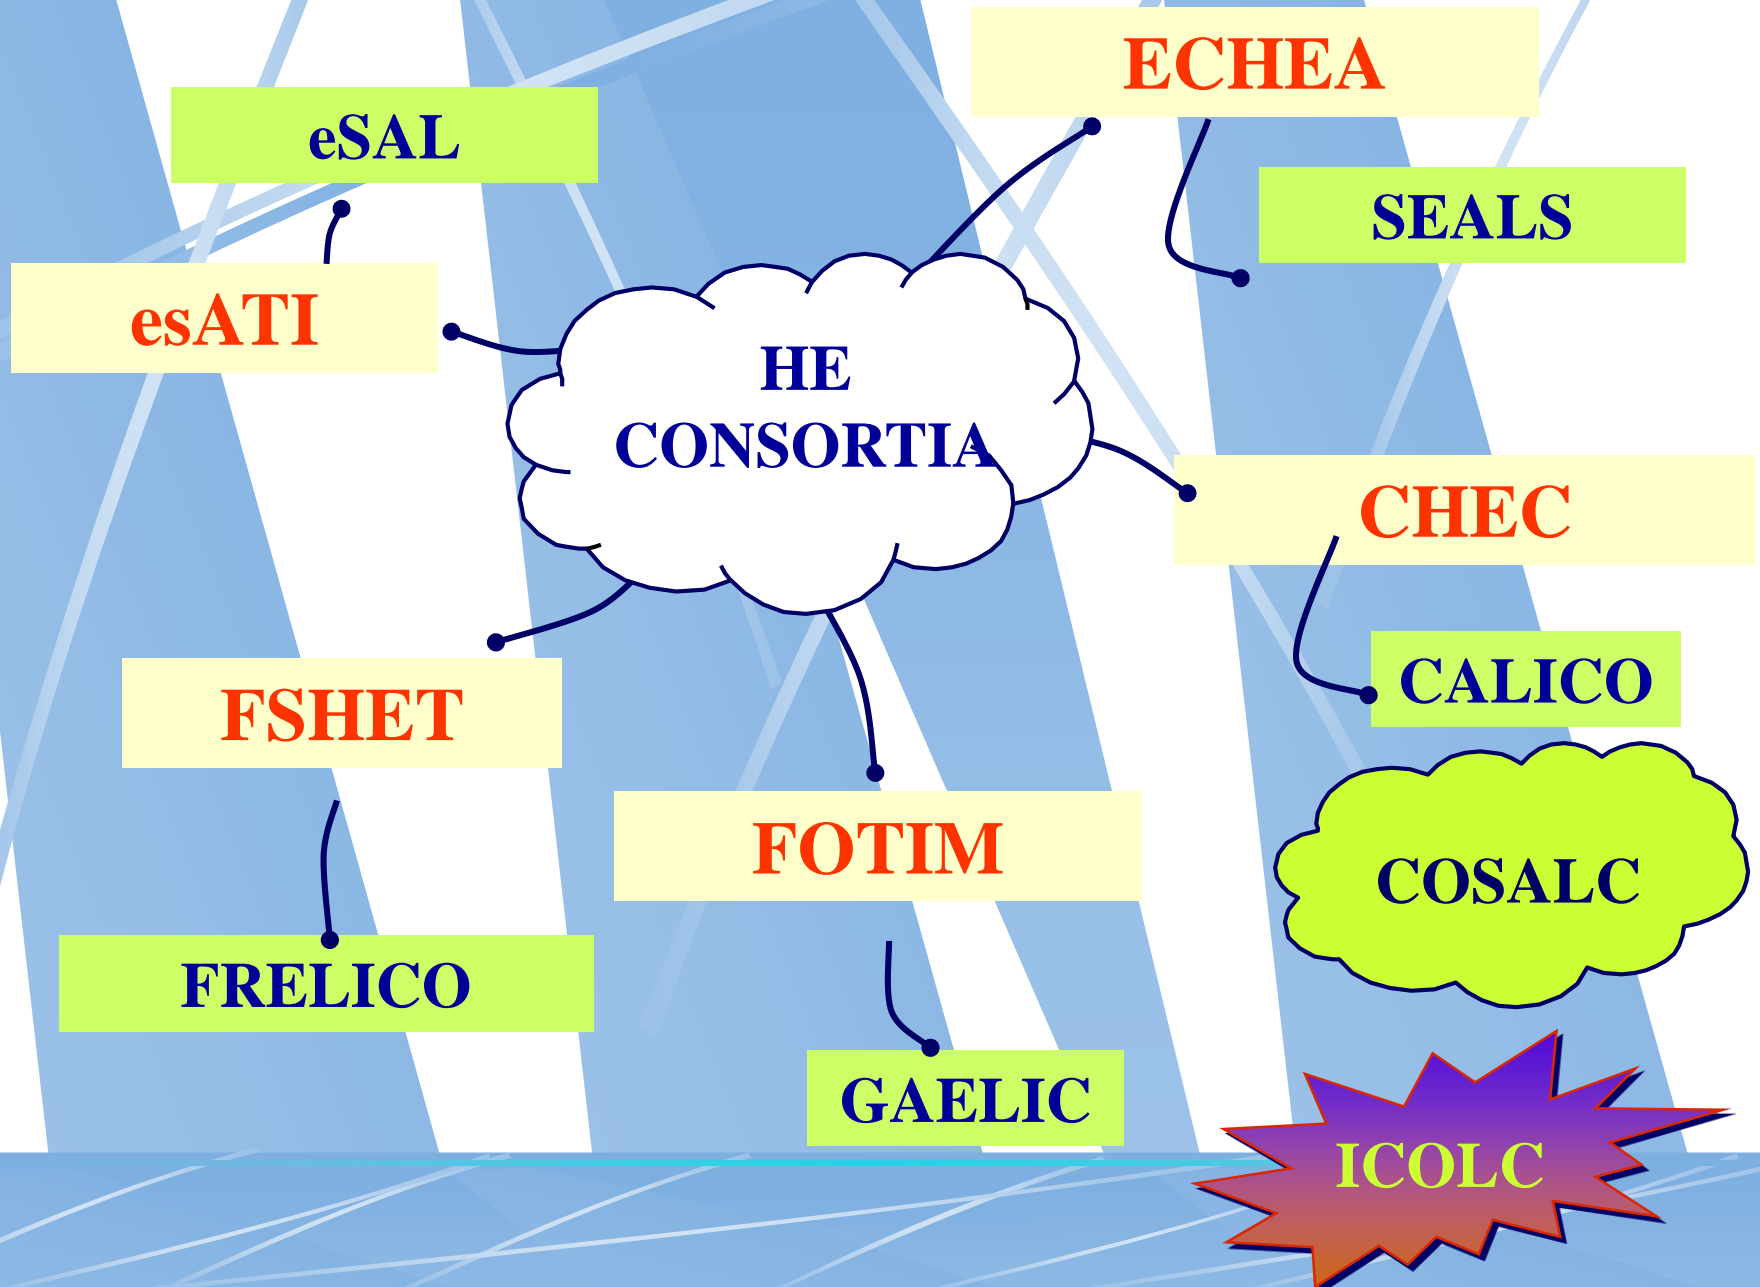 ECHEA
eSAL
SEALS
esATI
HE
CONSORTIA
CHEC
CALICO
FSHET
FOTIM
COSALC
FRELICO
GAELIC
ICOLC